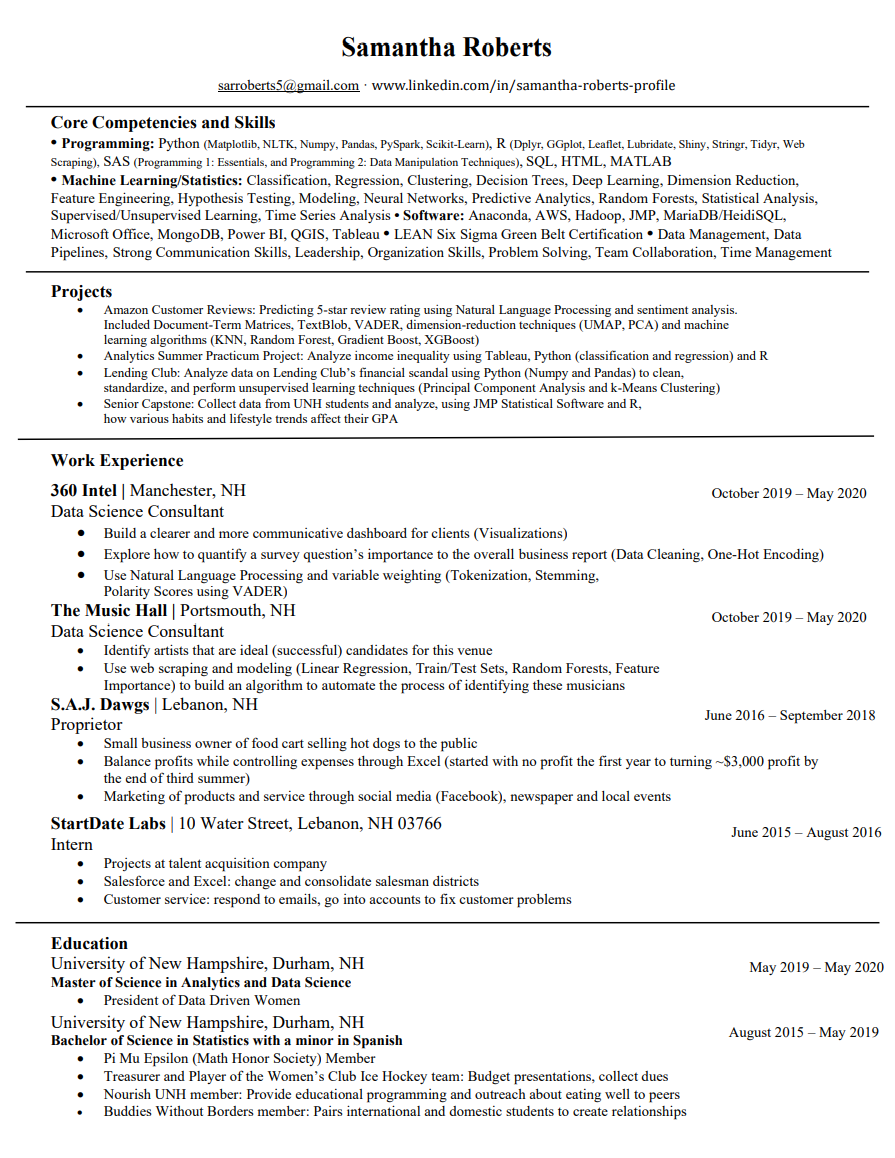 Samantha Roberts
sarroberts5@gmail.com · www.linkedin.com/in/samantha-roberts-profile
Core Competencies and Skills
• Programming: Python (Matplotlib, NLTK, Numpy, Pandas, PySpark, Scikit-Learn), R (Dplyr, GGplot, Leaflet, Lubridate, Shiny, Stringr, Tidyr, Web
Scraping), SAS (Programming 1: Essentials, and Programming 2: Data Manipulation Techniques), SQL, HTML, MATLAB
• Machine Learning/Statistics: Classification, Regression, Clustering, Decision Trees, Deep Learning, Dimension Reduction,
Feature Engineering, Hypothesis Testing, Modeling, Neural Networks, Predictive Analytics, Random Forests, Statistical Analysis,
Supervised/Unsupervised Learning, Time Series Analysis • Software: Anaconda, AWS, Hadoop, JMP, MariaDB/HeidiSQL,
Microsoft Office, MongoDB, Power BI, QGIS, Tableau • LEAN Six Sigma Green Belt Certification • Data Management, Data
Pipelines, Strong Communication Skills, Leadership, Organization Skills, Problem Solving, Team Collaboration, Time Management
Projects
• Amazon Customer Reviews: Predicting 5-star review rating using Natural Language Processing and sentiment analysis.
Included Document-Term Matrices, TextBlob, VADER, dimension-reduction techniques (UMAP, PCA) and machine
learning algorithms (KNN, Random Forest, Gradient Boost, XGBoost)
• Analytics Summer Practicum Project: Analyze income inequality using Tableau, Python (classification and regression) and R
• Lending Club: Analyze data on Lending Club's financial scandal using Python (Numpy and Pandas) to clean,
standardize, and perform unsupervised learning techniques (Principal Component Analysis and k-Means Clustering)
• Senior Capstone: Collect data from UNH students and analyze, using JMP Statistical Software and R,
how various habits and lifestyle trends affect their GPA
Work Experience
360 Intel | Manchester, NH October 2019 – May 2020
Data Science Consultant
• Build a clearer and more communicative dashboard for clients (Visualizations)
• Explore how to quantify a survey question's importance to the overall business report (Data Cleaning, One-Hot Encoding)
• Use Natural Language Processing and variable weighting (Tokenization, Stemming,
Polarity Scores using VADER)
The Music Hall | Portsmouth, NH October 2019 – May 2020
Data Science Consultant
• Identify artists that are ideal (successful) candidates for this venue
• Use web scraping and modeling (Linear Regression, Train/Test Sets, Random Forests, Feature
Importance) to build an algorithm to automate the process of identifying these musicians
S.A.J. Dawgs | Lebanon, NH June 2016 – September 2018
Proprietor
• Small business owner of food cart selling hot dogs to the public
• Balance profits while controlling expenses through Excel (started with no profit the first year to turning ~$3,000 profit by
the end of third summer)
• Marketing of products and service through social media (Facebook), newspaper and local events
StartDate Labs | 10 Water Street, Lebanon, NH 03766 June 2015 – August 2016
Intern
• Projects at talent acquisition company
• Salesforce and Excel: change and consolidate salesman districts
• Customer service: respond to emails, go into accounts to fix customer problems
Education
University of New Hampshire, Durham, NH May 2019 – May 2020
Master of Science in Analytics and Data Science
• President of Data Driven Women
University of New Hampshire, Durham, NH August 2015 – May 2019
Bachelor of Science in Statistics with a minor in Spanish
• Pi Mu Epsilon (Math Honor Society) Member
• Treasurer and Player of the Women's Club Ice Hockey team: Budget presentations, collect dues
• Nourish UNH member: Provide educational programming and outreach about eating well to peers
• Buddies Without Borders member: Pairs international and domestic students to create relationships